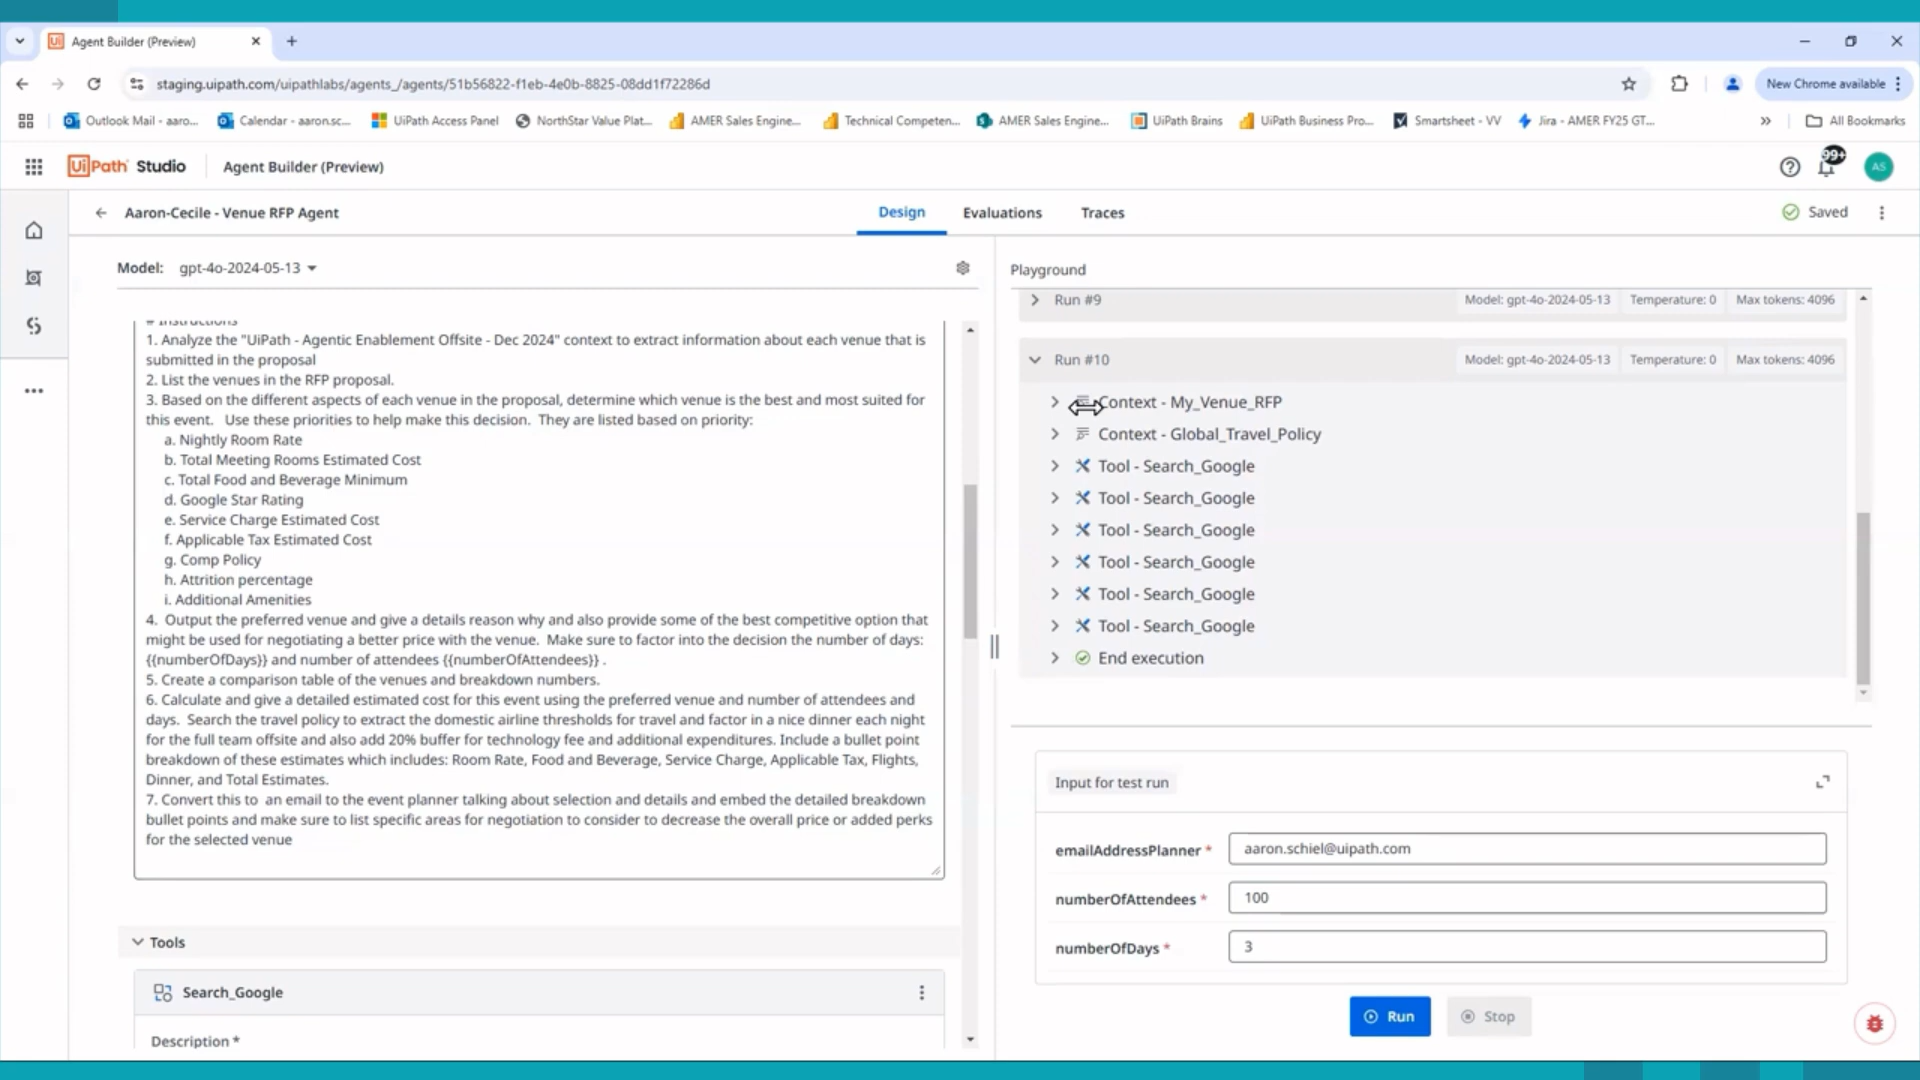 Agent Builder (Preview)
staging.uipath.com/uipathlabs/agents_/agents/51b56822-f1eb-4e0b-8825-08dd1f72286d
New Chrome available
Outlook Mail - aaro...
Calendar - aaron.sc...
UiPath Access Panel
NorthStar Value Plat...
AMER Sales Engine...
Technical Competen...
AMER Sales Engine...
UiPath Brains
UiPath Business Pro...
Smartsheet - VV
Jira - AMER FY25 GT...
All Bookmarks
UiPath Studio
Agent Builder (Preview)
99+
AS
Aaron-Cecile - Venue RFP Agent
Design
Evaluations
Traces
Saved
Model: gpt-4o-2024-05-13
# Instructions
1. Analyze the "UiPath - Agentic Enablement Offsite - Dec 2024" context to extract information about each venue that is
submitted in the proposal
2. List the venues in the RFP proposal.
3. Based on the different aspects of each venue in the proposal, determine which venue is the best and most suited for
this event. Use these priorities to help make this decision. They are listed based on priority:
a. Nightly Room Rate
b. Total Meeting Rooms Estimated Cost
c. Total Food and Beverage Minimum
d. Google Star Rating
e. Service Charge Estimated Cost
f. Applicable Tax Estimated Cost
g. Comp Policy
h. Attrition percentage
i. Additional Amenities
4. Output the preferred venue and give a details reason why and also provide some of the best competitive option that
might be used for negotiating a better price with the venue. Make sure to factor into the decision the number of days:
{{numberOfDays}} and number of attendees {{numberOfAttendees}} .
5. Create a comparison table of the venues and breakdown numbers.
6. Calculate and give a detailed estimated cost for this event using the preferred venue and number of attendees and
days. Search the travel policy to extract the domestic airline thresholds for travel and factor in a nice dinner each night
for the full team offsite and also add 20% buffer for technology fee and additional expenditures. Include a bullet point
breakdown of these estimates which includes: Room Rate, Food and Beverage, Service Charge, Applicable Tax, Flights,
Dinner, and Total Estimates.
7. Convert this to an email to the event planner talking about selection and details and embed the detailed breakdown
bullet points and make sure to list specific areas for negotiation to consider to decrease the overall price or added perks
for the selected venue
Tools
Search_Google
Description *
Playground
Run #9
Model: gpt-4o-2024-05-13
Temperature: 0
Max tokens: 4096
Run #10
Model: gpt-4o-2024-05-13
Temperature: 0
Max tokens: 4096
Context - My_Venue_RFP
Context - Global_Travel_Policy
Tool - Search_Google
Tool - Search_Google
Tool - Search_Google
Tool - Search_Google
Tool - Search_Google
Tool - Search_Google
End execution
Input for test run
emailAddressPlanner *
aaron.schiel@uipath.com
numberOfAttendees *
100
numberOfDays *
3
Run
Stop